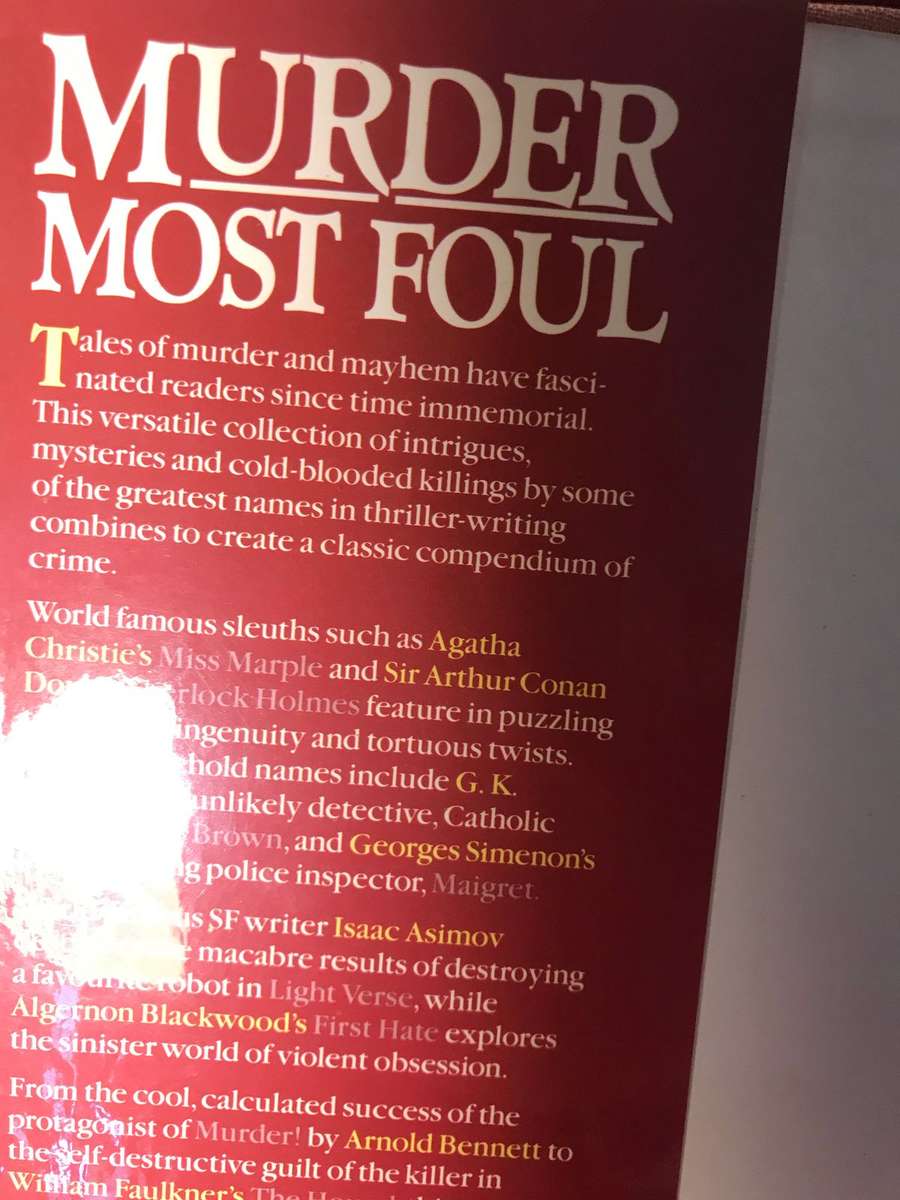 MURDER
MOST FOUL
Tales of murder and mayhem have fasci-
nated readers since time immemorial.
This versatile collection of intrigues,
mysteries and cold-blooded killings by some
of the greatest names in thriller-writing
combines to create a classic compendium of
crime.
World famous sleuths such as Agatha
Christie's Miss Marple and Sir Arthur Conan
feature in puzzling
ingenuity and tortuous twists.
names include G. K.
unlikely detective, Catholic
Brown, and Georges Simenon's
police inspector, Maigret.
SF writer Isaac Asimov
macabre results of destroying
a favourite robot in Light Verse, while
Algernon Blackwood's First Hate explores
the sinister world of violent obsession.
From the cool, calculated success of the
protagonist of Murder! by Arnold Bennett to
the self-destructive guilt of the killer in
William Faulkner's The